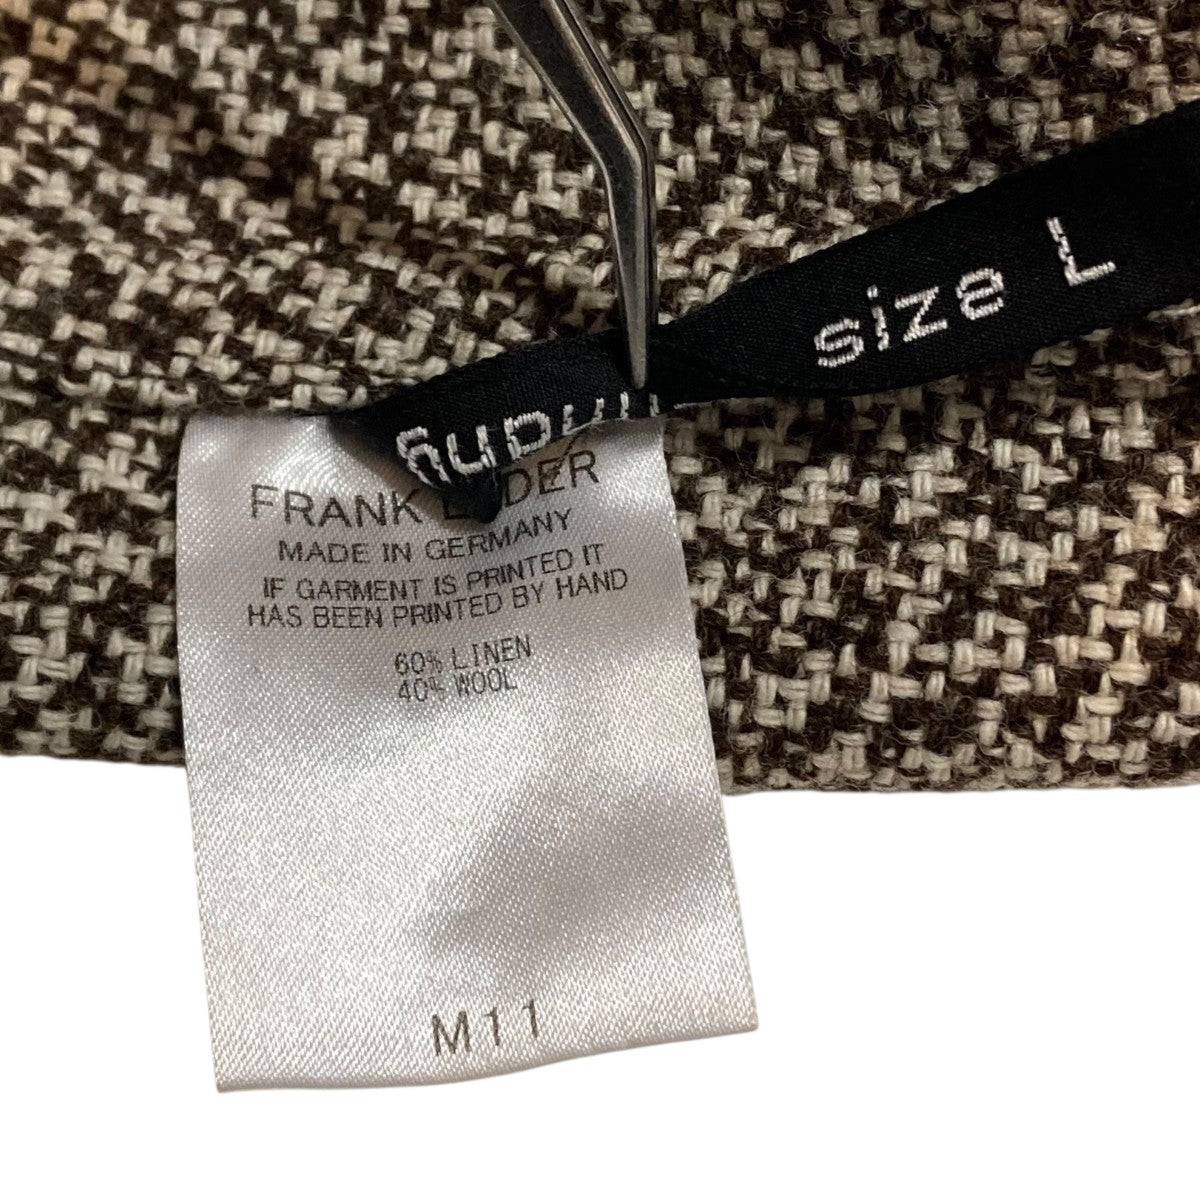 size L
FRANK
MADE IN GERMANY
IF GARMENT IS PRINTED IT
HAS BEEN PRINTED BY HAND
60% LINEN
40% WOOL
M11